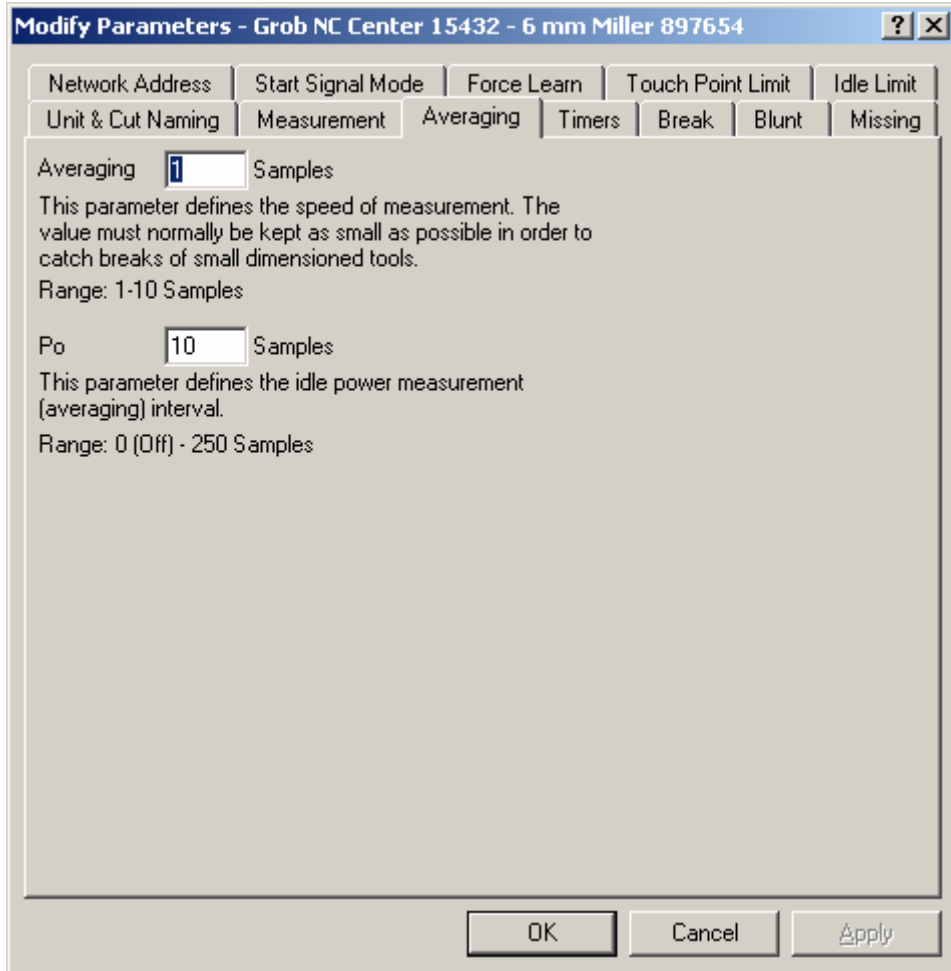 Modify Parameters - Grob NC Center 15432 - 6 mm Miller 897654
Network Address Start Signal Mode Force Learn Touch Point Limit Idle Limit
Unit & Cut Naming Measurement Averaging Timers Break Blunt Missing
Averaging 1 Samples
This parameter defines the speed of measurement. The
value must normally be kept as small as possible in order to
catch breaks of small dimensioned tools.
Range: 1-10 Samples
Po 10 Samples
This parameter defines the idle power measurement
(averaging) interval.
Range: 0 (Off) - 250 Samples
OK Cancel Apply